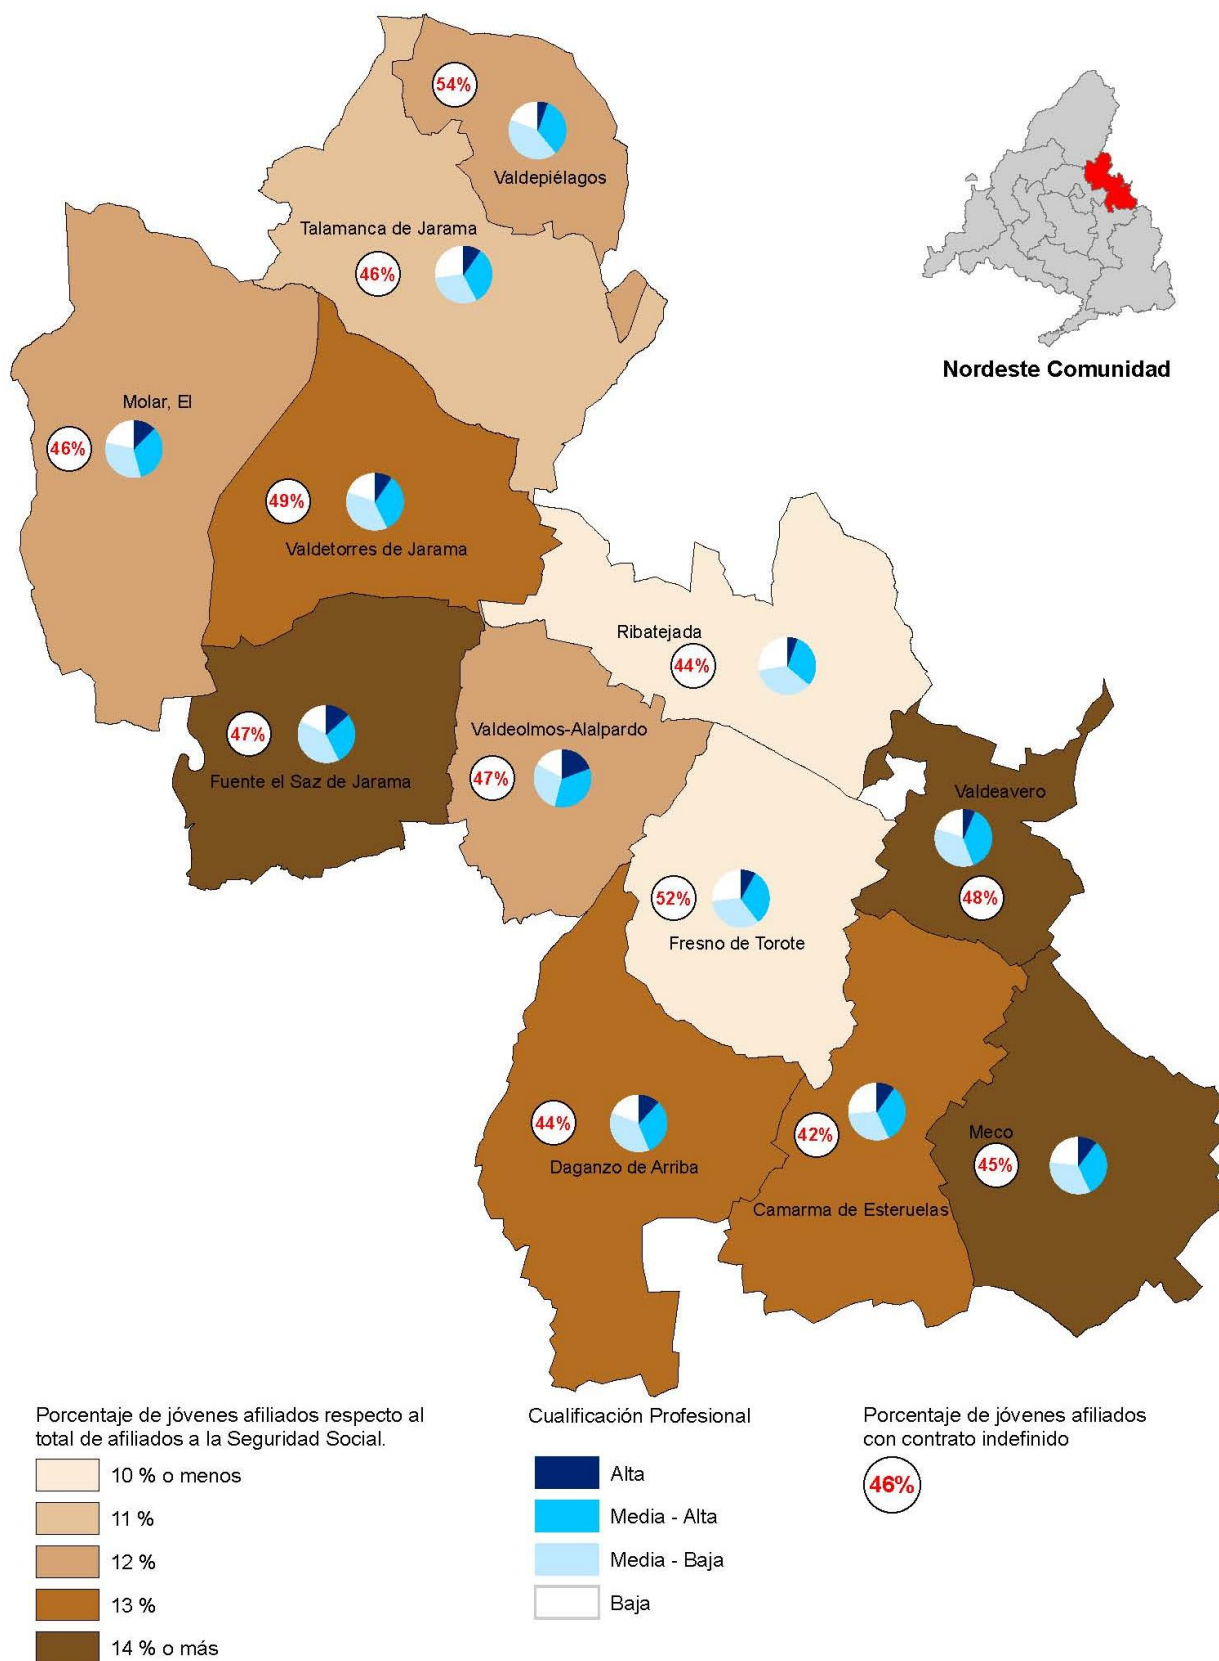 54%
Valdepiélagos
Talamanca de Jarama
46%
Nordeste Comunidad
Molar, El
46%
49%
Valdetorres de Jarama
Ribatejada
44%
47%
Fuente el Saz de Jarama
Valdeolmos-Alalpardo
47%
Valdeavero
48%
52%
Fresno de Torote
44%
Daganzo de Arriba
42%
Camarma de Esteruelas
Meco
45%
Porcentaje de jóvenes afiliados respecto al
total de afiliados a la Seguridad Social.
10 % o menos
11 %
12 %
13 %
14 % o más
Cualificación Profesional
Alta
Media - Alta
Media - Baja
Baja
Porcentaje de jóvenes afiliados
con contrato indefinido
46%